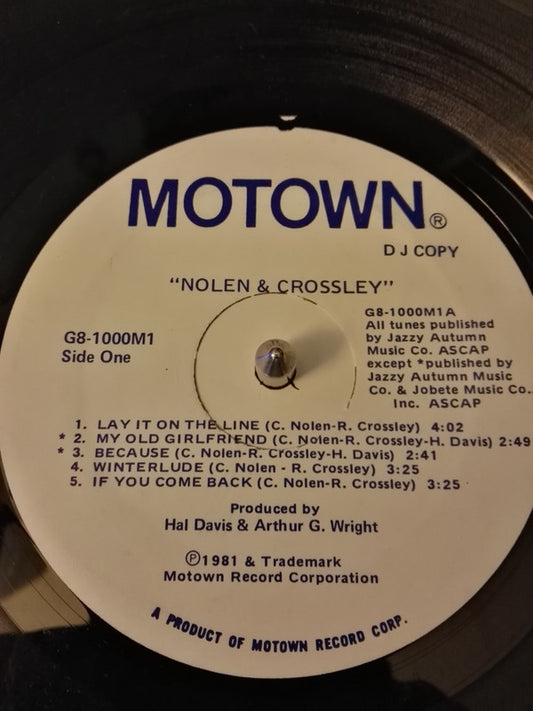 MOTOWN®
D J COPY
"NOLEN & CROSSLEY"
G8-1000M1
Side One
G8-1000M1A
All tunes published
by Jazzy Autumn
Music Co. ASCAP
except *published by
Jazzy Autumn Music
Co. & Jobete Music Co.,
Inc. ASCAP
1. LAY IT ON THE LINE (C. Nolen-R. Crossley) 4:02
* 2. MY OLD GIRLFRIEND (C. Nolen-R. Crossley-H. Davis) 2:49
* 3. BECAUSE (C. Nolen-R. Crossley-H. Davis) 2:41
4. WINTERLUDE (C. Nolen - R. Crossley) 3:25
5. IF YOU COME BACK (C. Nolen-R. Crossley) 3:25
Produced by
Hal Davis & Arthur G. Wright
Ⓟ1981 & Trademark
Motown Record Corporation
A PRODUCT OF MOTOWN RECORD CORP.